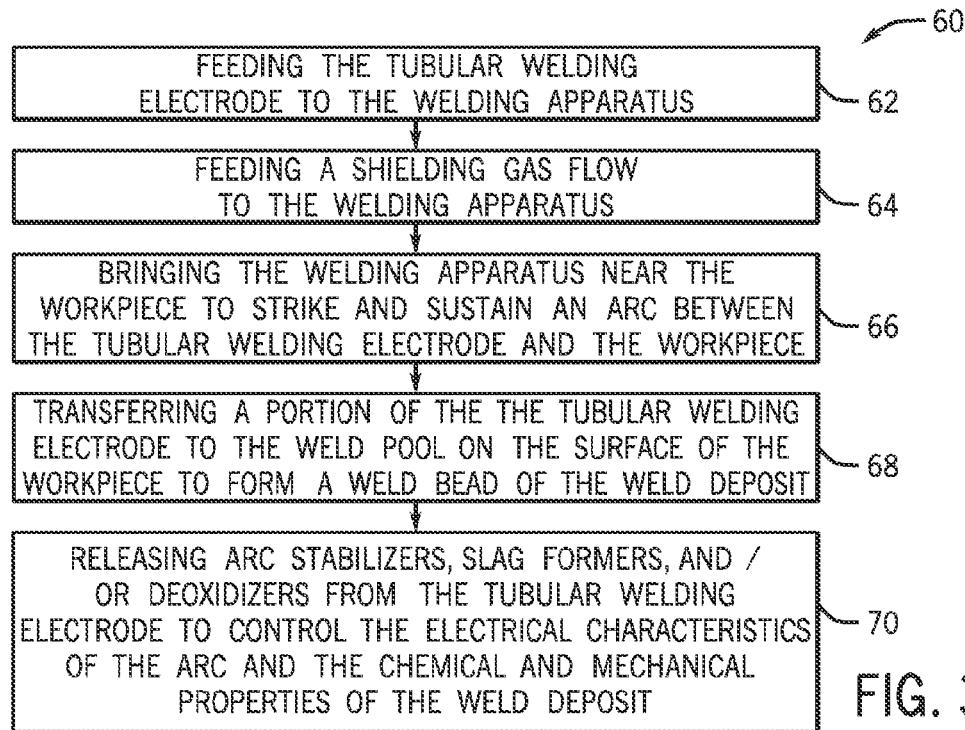 60
FEEDING THE TUBULAR WELDING
ELECTRODE TO THE WELDING APPARATUS
62
FEEDING A SHIELDING GAS FLOW
TO THE WELDING APPARATUS
64
BRINGING THE WELDING APPARATUS NEAR THE
WORKPIECE TO STRIKE AND SUSTAIN AN ARC BETWEEN
THE TUBULAR WELDING ELECTRODE AND THE WORKPIECE
66
TRANSFERRING A PORTION OF THE THE TUBULAR WELDING
ELECTRODE TO THE WELD POOL ON THE SURFACE OF THE
WORKPIECE TO FORM A WELD BEAD OF THE WELD DEPOSIT
68
RELEASING ARC STABILIZERS, SLAG FORMERS, AND /
OR DEOXIDIZERS FROM THE TUBULAR WELDING
ELECTRODE TO CONTROL THE ELECTRICAL CHARACTERISTICS
OF THE ARC AND THE CHEMICAL AND MECHANICAL
PROPERTIES OF THE WELD DEPOSIT
70
FIG. 3